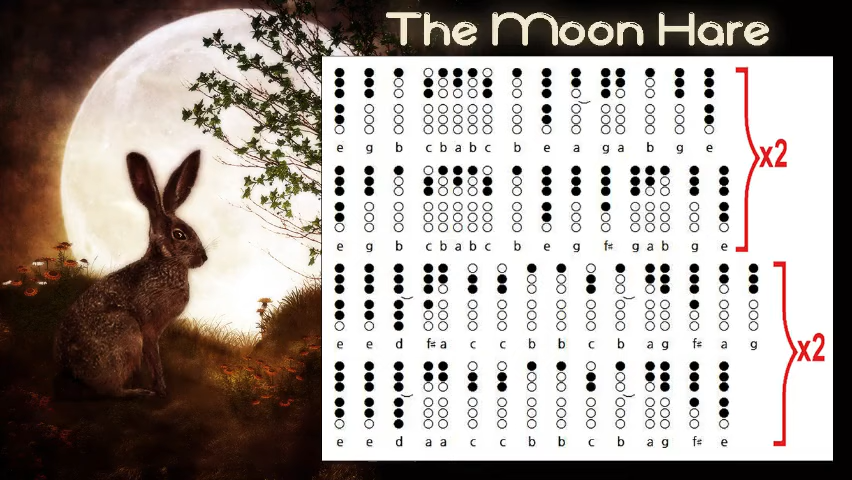 The Moon Hare
e g b c b a b c b e a g a b g e
x2
e g b c b a b c b e g f# g a b g e
e e d f# a c c b b c b a g f# a g
x2
e e d a a c c b b c b a g f# e